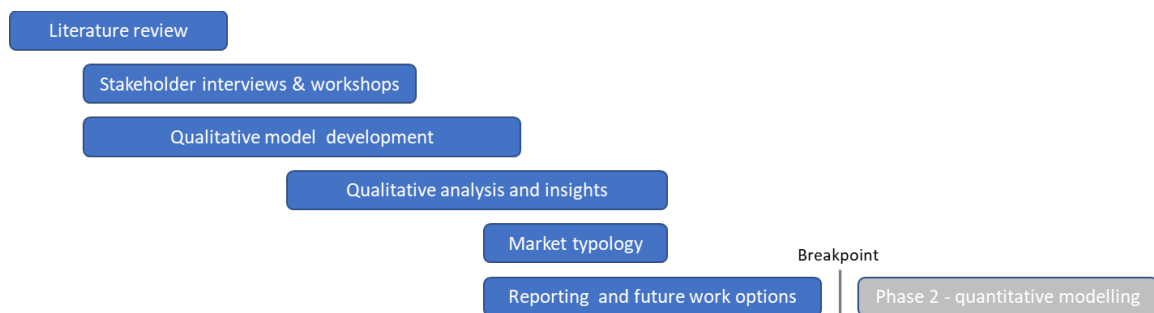 Literature review
Stakeholder interviews & workshops
Qualitative model development
Qualitative analysis and insights
Market typology
Breakpoint
Reporting and future work options
Phase 2 - quantitative modelling